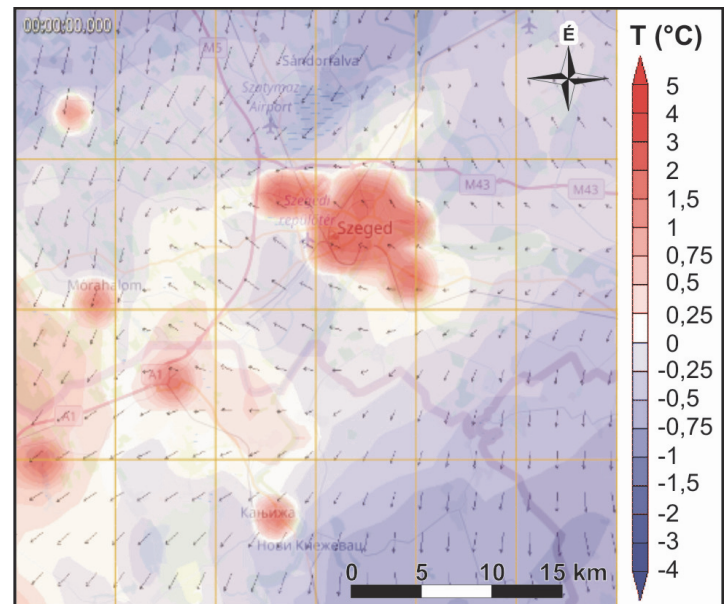 00:00:00.000
M5
Sándorfalva
É
T (°C)
Szatymaz
Airport
5
4
3
2
1,5
1
0,75
0,5
0,25
0
-0,25
-0,5
-0,75
-1
-1,5
-2
-3
-4
M43
M43
Szegedi
repülőtér
Szeged
Mórahalom
A1
A1
Кањижа
Нови Кнежевац
0 5 10 15 km